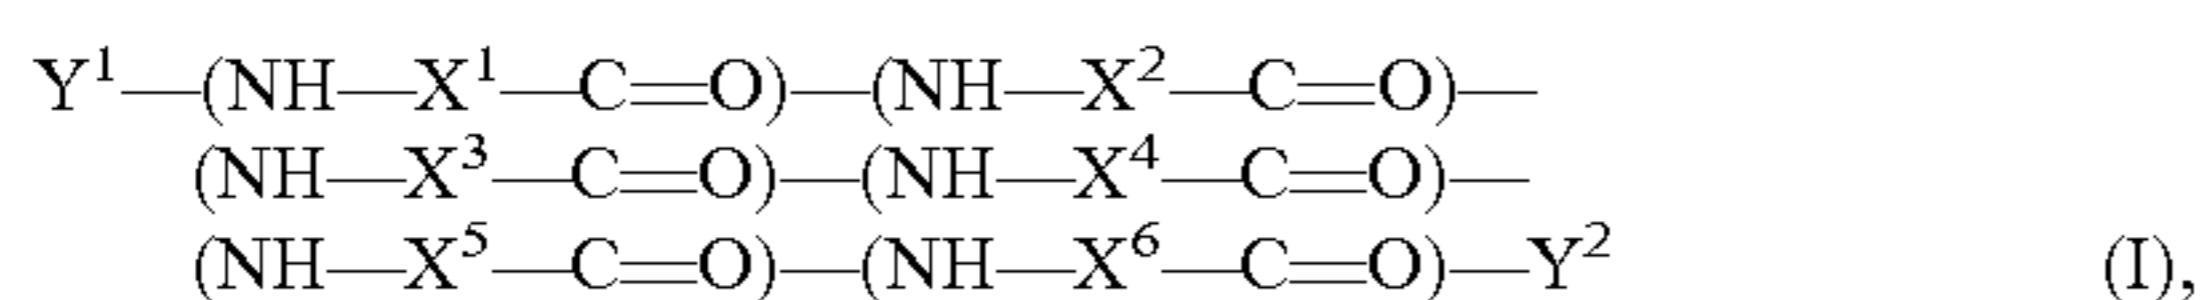 Y¹—(NH—X¹—C=O)—(NH—X²—C=O)—
(NH—X³—C=O)—(NH—X⁴—C=O)—
(NH—X⁵—C=O)—(NH—X⁶—C=O)—Y² (I),